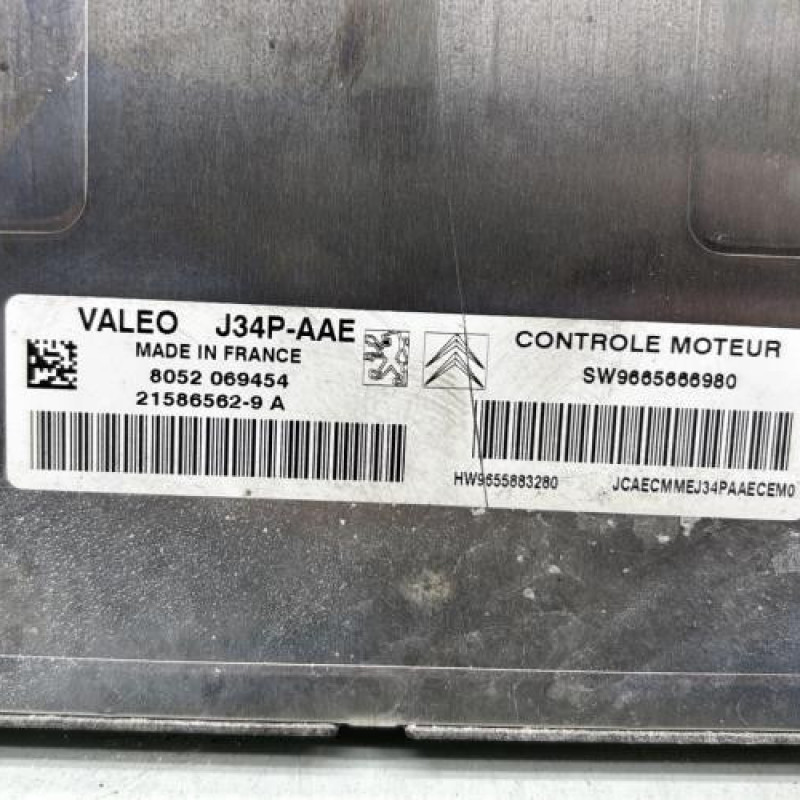 VALEO J34P-AAE
MADE IN FRANCE
8052 069454
21586562-9 A
CONTROLE MOTEUR
SW9665666980
HW9655883280 JCAECMMEJ34PAAECEM0